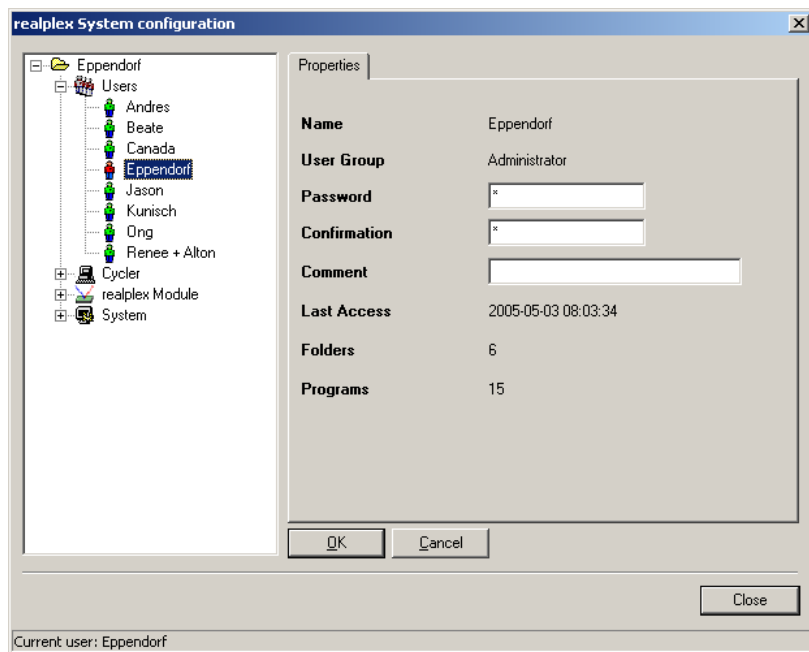 realplex System configuration
Eppendorf
Users
Andres
Beate
Canada
Eppendorf
Jason
Kunisch
Ong
Renee + Alton
Cycler
realplex Module
System
Properties
Name Eppendorf
User Group Administrator
Password *
Confirmation *
Comment
Last Access 2005-05-03 08:03:34
Folders 6
Programs 15
OK Cancel
Close
Current user: Eppendorf